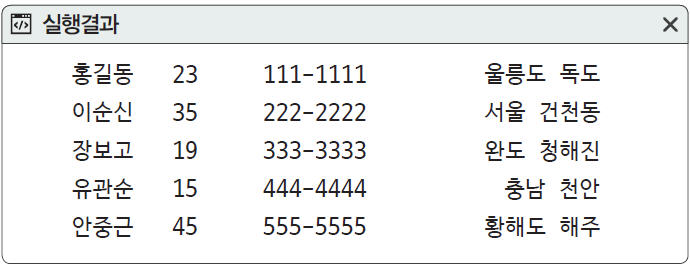 실행결과
홍길동 23 111-1111 울릉도 독도
이순신 35 222-2222 서울 건천동
장보고 19 333-3333 완도 청해진
유관순 15 444-4444 충남 천안
안중근 45 555-5555 황해도 해주